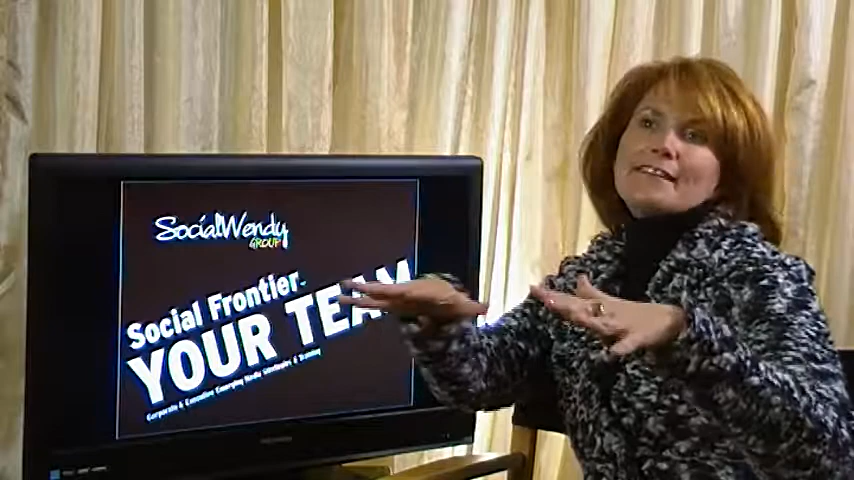 SocialWendy
GROUP
Social Frontier
YOUR TEAM
Corporate & Executive Emerging Media Strategies & Training